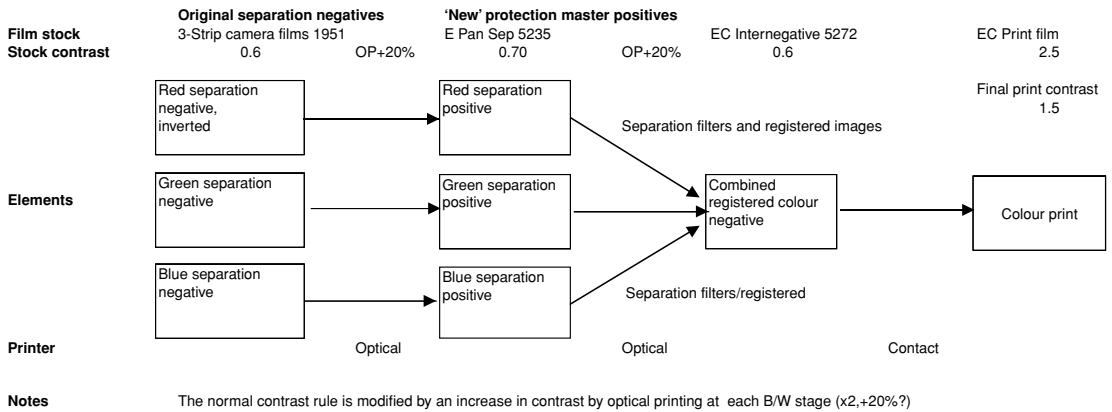 Original separation negatives 'New' protection master positives
Film stock 3-Strip camera films 1951 E Pan Sep 5235 EC Internegative 5272 EC Print film
Stock contrast 0.6 OP+20% 0.70 OP+20% 0.6 2.5
Final print contrast
1.5
Red separation
negative,
inverted
Red separation
positive
Separation filters and registered images
Elements
Green separation
negative
Green separation
positive
Combined
registered colour
negative
Colour print
Blue separation
negative
Blue separation
positive
Separation filters/registered
Printer Optical Optical Contact
Notes The normal contrast rule is modified by an increase in contrast by optical printing at each B/W stage (x2,+20%?)